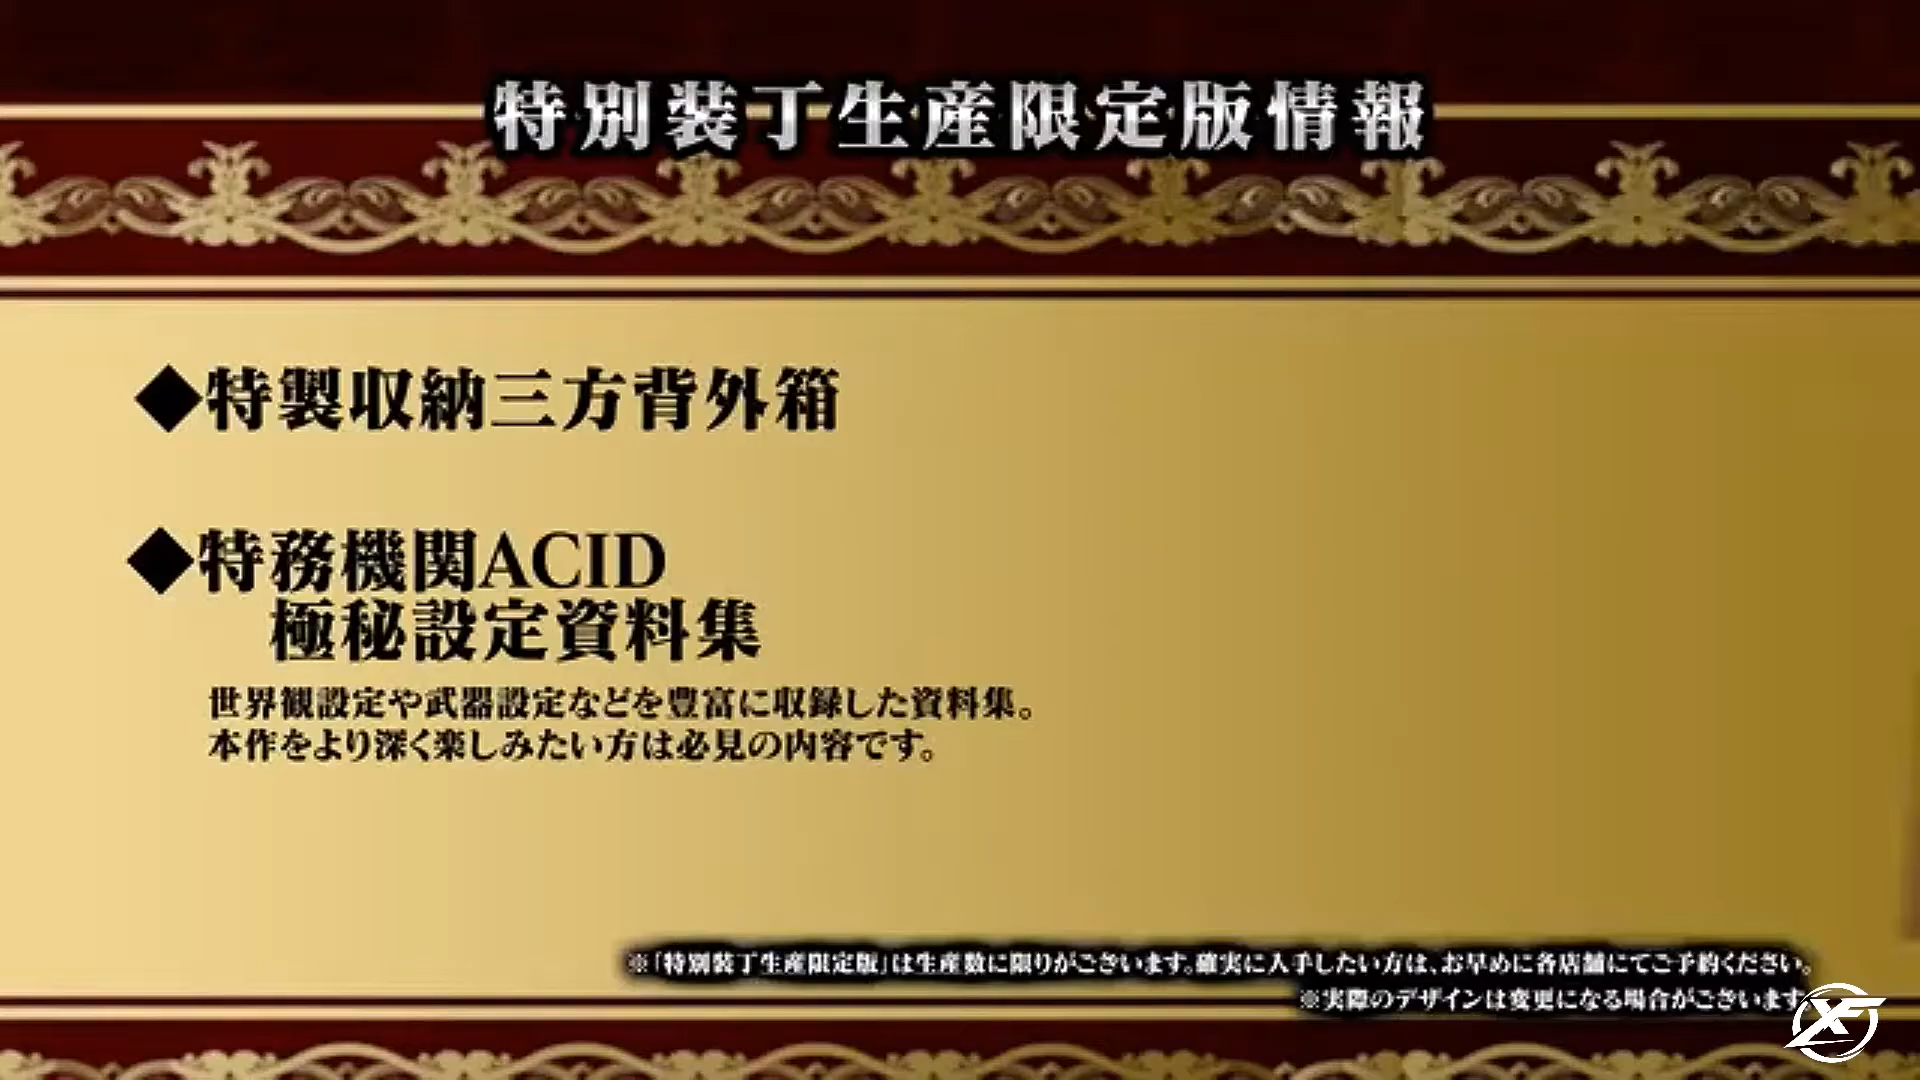 特別装丁生産限定版情報
◆特製収納三方背外箱
◆特務機関ACID
極秘設定資料集
世界観設定や武器設定などを豊富に収録した資料集。
本作をより深く楽しみたい方は必見の内容です。
※「特別装丁生産限定版」は生産数に限りがございます。確実に入手したい方は、お早めに各店舗にてご予約ください。
※実際のデザインは変更になる場合がございます
XF